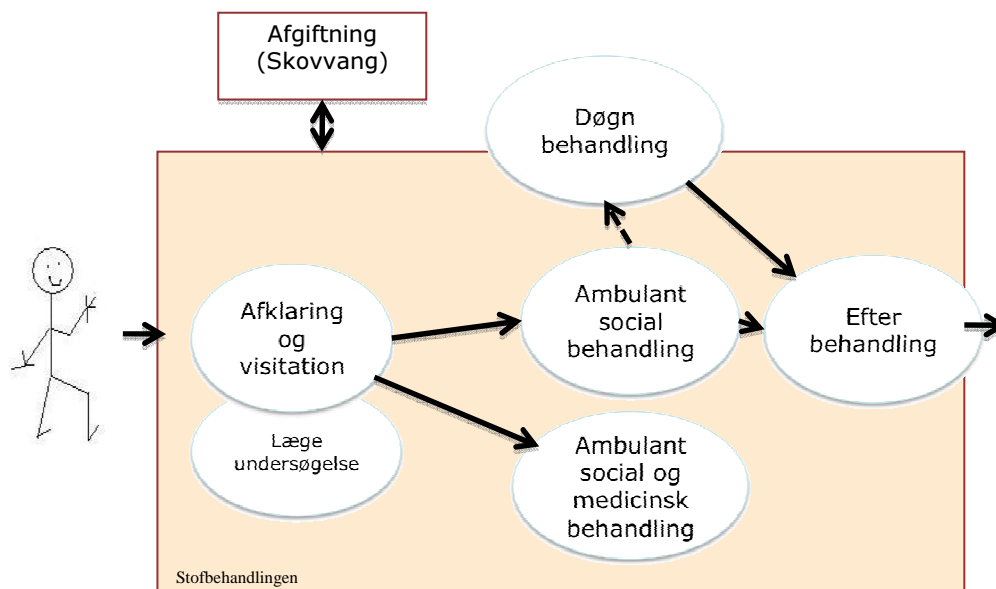 Afgiftning
(Skovvang)
Døgn
behandling
Afklaring
og
visitation
Ambulant
social
behandling
Efter
behandling
Læge
undersøgelse
Ambulant
social og
medicinsk
behandling
Stofbehandlingen